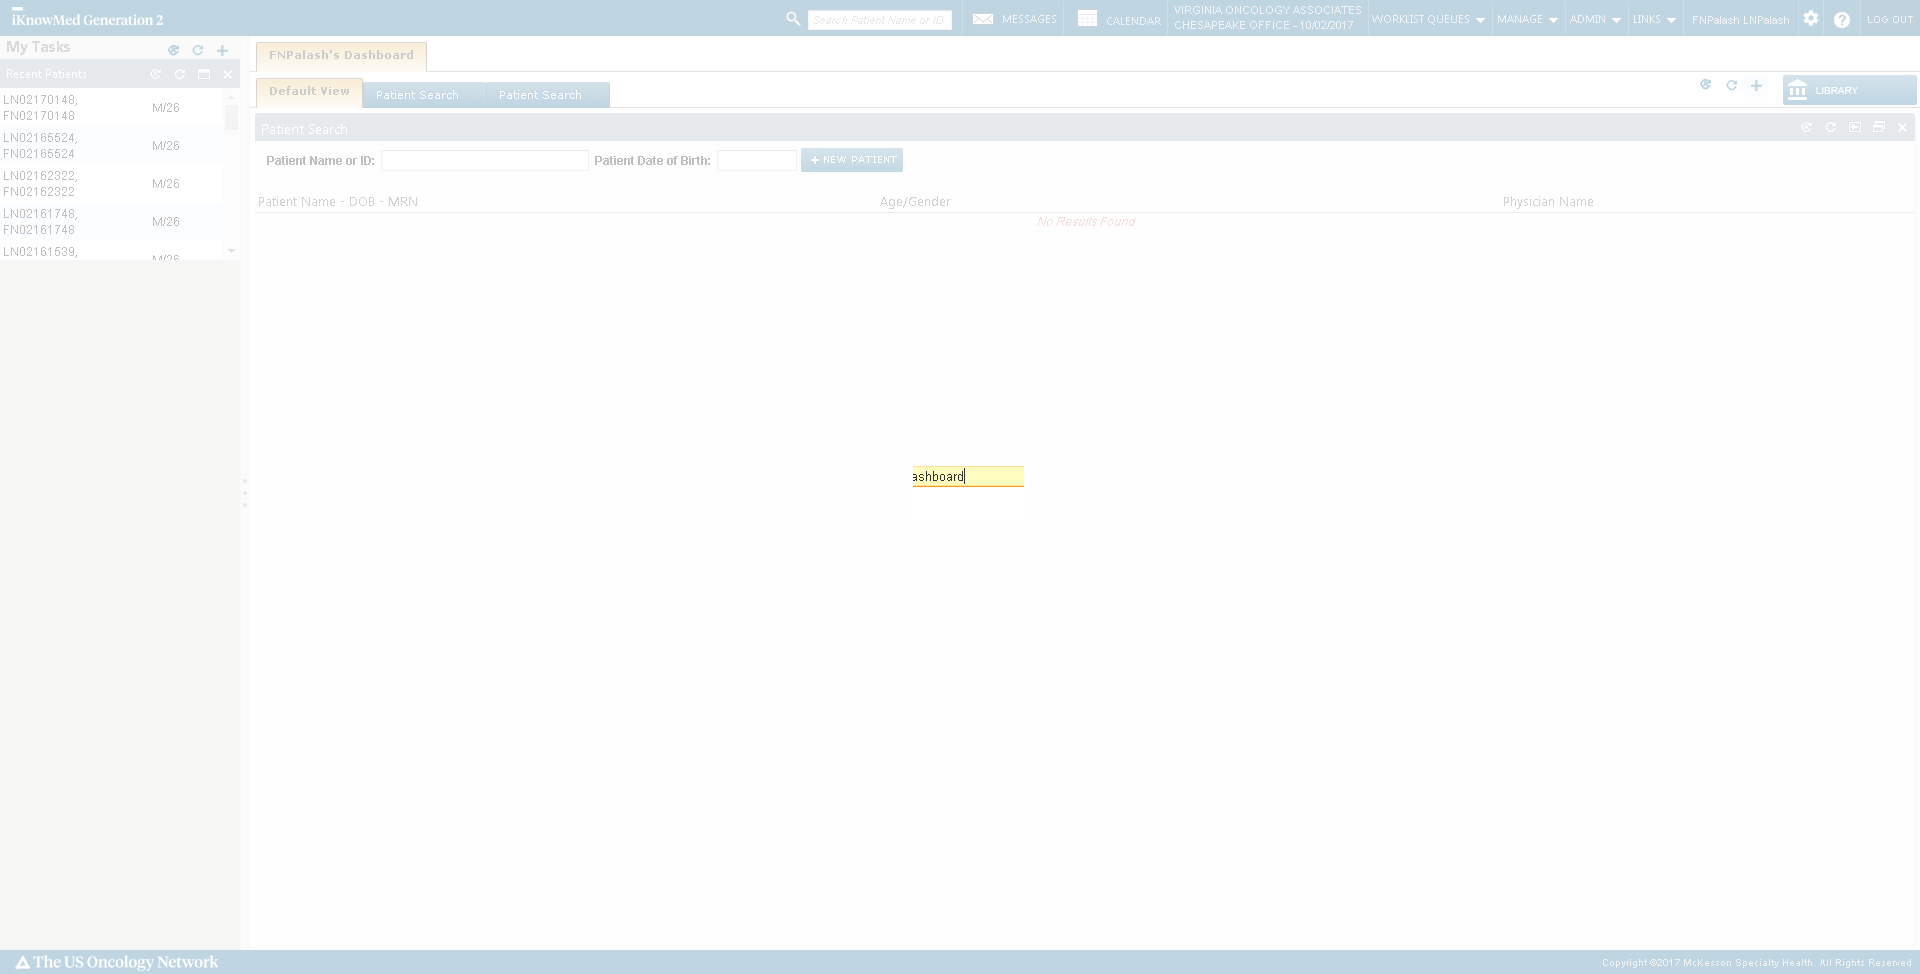 iKnowMed Generation 2
Search Patient Name or ID
MESSAGES
CALENDAR
VIRGINIA ONCOLOGY ASSOCIATES
CHESAPEAKE OFFICE - 10/02/2017
WORKLIST QUEUES
MANAGE
ADMIN
LINKS
FNPalash LNPalash
LOG OUT
My Tasks
Recent Patients
LN02170148,
FN02170148
M/26
LN02165524,
FN02165524
M/26
LN02162322,
FN02162322
M/26
LN02161748,
FN02161748
M/26
LN02161539,
M/26
FNPalash's Dashboard
Default View
Patient Search
Patient Search
LIBRARY
Patient Search
Patient Name or ID:
Patient Date of Birth:
+ NEW PATIENT
Patient Name - DOB - MRN
Age/Gender
Physician Name
No Results Found
ashboard
The US Oncology Network
Copyright ©2017 McKesson Specialty Health. All Rights Reserved